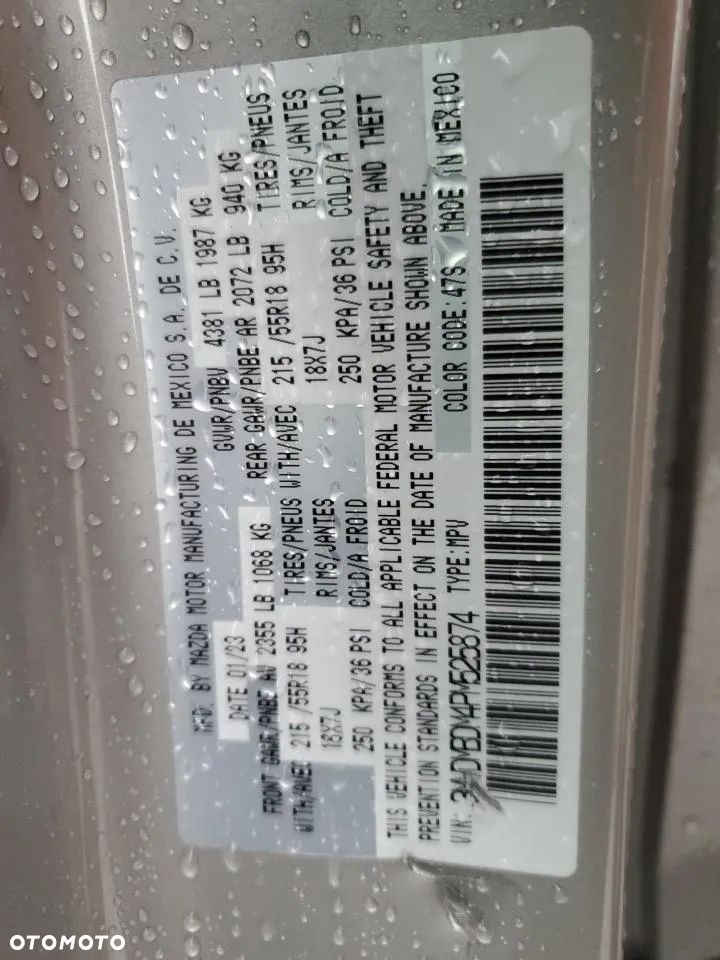 MFD. BY MAZDA MOTOR MANUFACTURING DE MEXICO S.A. DE C.V.
DATE 01/23 GVWR/PNBV 4381 LB 1987 KG
FRONT GAWR/PNBE AV 2355 LB 1068 KG REAR GAWR/PNBE AR 2072 LB 940 KG
WITH/AVEC 215 /55R18 95H TIRES/PNEUS WITH/AVEC 215 /55R18 95H TIRES/PNEUS
18X7J RIMS/JANTES 18X7J RIMS/JANTES
250 KPA/36 PSI COLD/A FROID 250 KPA/36 PSI COLD/A FROID
THIS VEHICLE CONFORMS TO ALL APPLICABLE FEDERAL MOTOR VEHICLE SAFETY AND THEFT
PREVENTION STANDARDS IN EFFECT ON THE DATE OF MANUFACTURE SHOWN ABOVE.
VIN: TYPE:MPV COLOR CODE:47S MADE IN MEXICO
OTOMOTO